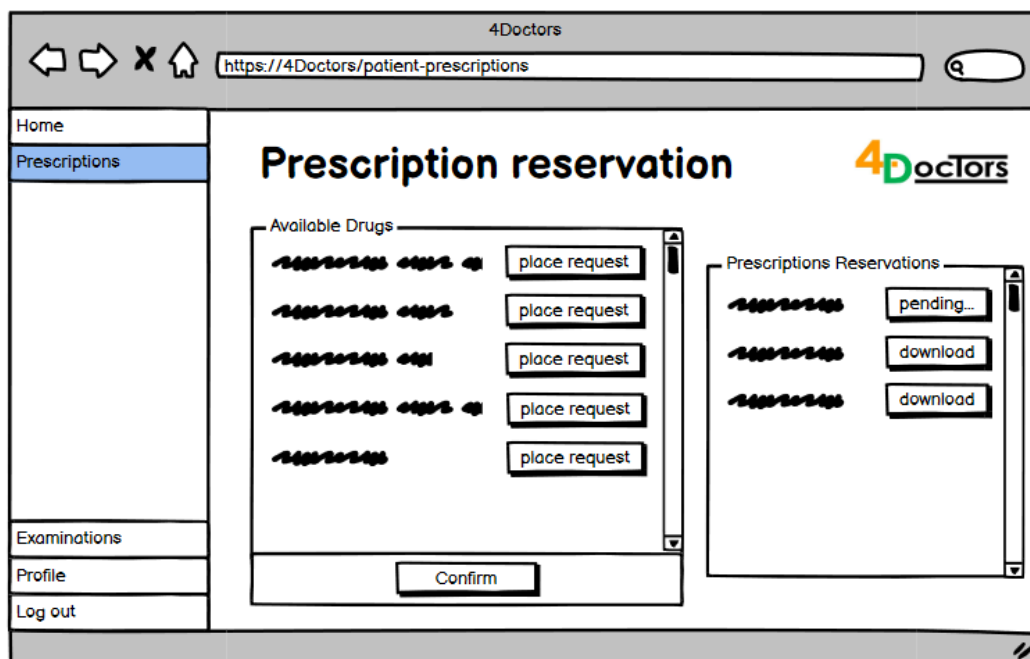 4Doctors
https://4Doctors/patient-prescriptions
Home
Prescriptions
Examinations
Profile
Log out
Prescription reservation
4Doctors
Available Drugs
place request
place request
place request
place request
place request
Confirm
Prescriptions Reservations
pending...
download
download